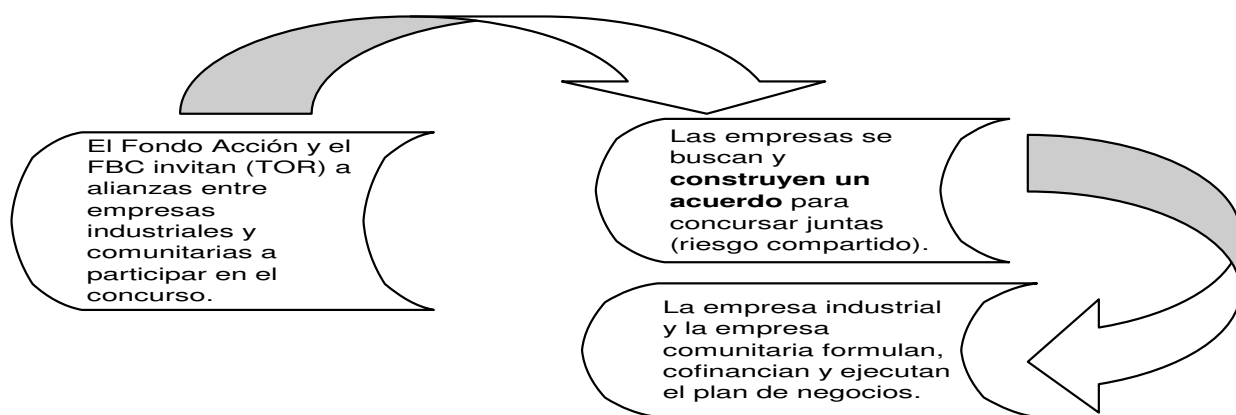 El Fondo Acción y el
FBC invitan (TOR) a
alianzas entre
empresas
industriales y
comunitarias a
participar en el
concurso.
Las empresas se
buscan y
construyen un
acuerdo para
concursar juntas
(riesgo compartido).
La empresa industrial
y la empresa
comunitaria formulan,
cofinancian y ejecutan
el plan de negocios.